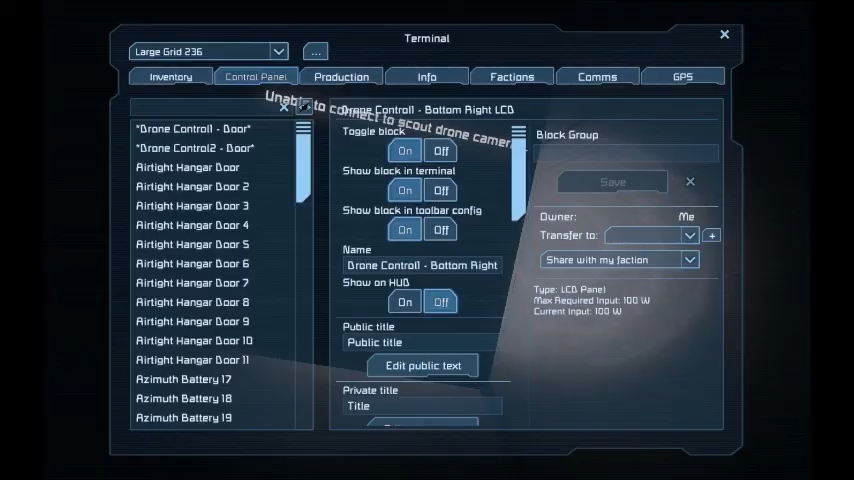 Terminal
Large Grid 236
...
Inventory
Control Panel
Production
Info
Factions
Comms
GPS
Unable to connect to scout drone camera
*Drone Control1 - Door*
*Drone Control2 - Door*
Airtight Hangar Door
Airtight Hangar Door 2
Airtight Hangar Door 3
Airtight Hangar Door 4
Airtight Hangar Door 5
Airtight Hangar Door 6
Airtight Hangar Door 7
Airtight Hangar Door 8
Airtight Hangar Door 9
Airtight Hangar Door 10
Airtight Hangar Door 11
Azimuth Battery 17
Azimuth Battery 18
Azimuth Battery 19
Drone Control1 - Bottom Right LCD
Toggle block
On Off
Show block in terminal
On Off
Show block in toolbar config
On Off
Name
Drone Control1 - Bottom Right
Show on HUD
On Off
Public title
Public title
Edit public text
Private title
Title
Block Group
Save
Owner: Me
Transfer to:
Share with my faction
Type: LCD Panel
Max Required Input: 100 W
Current Input: 100 W